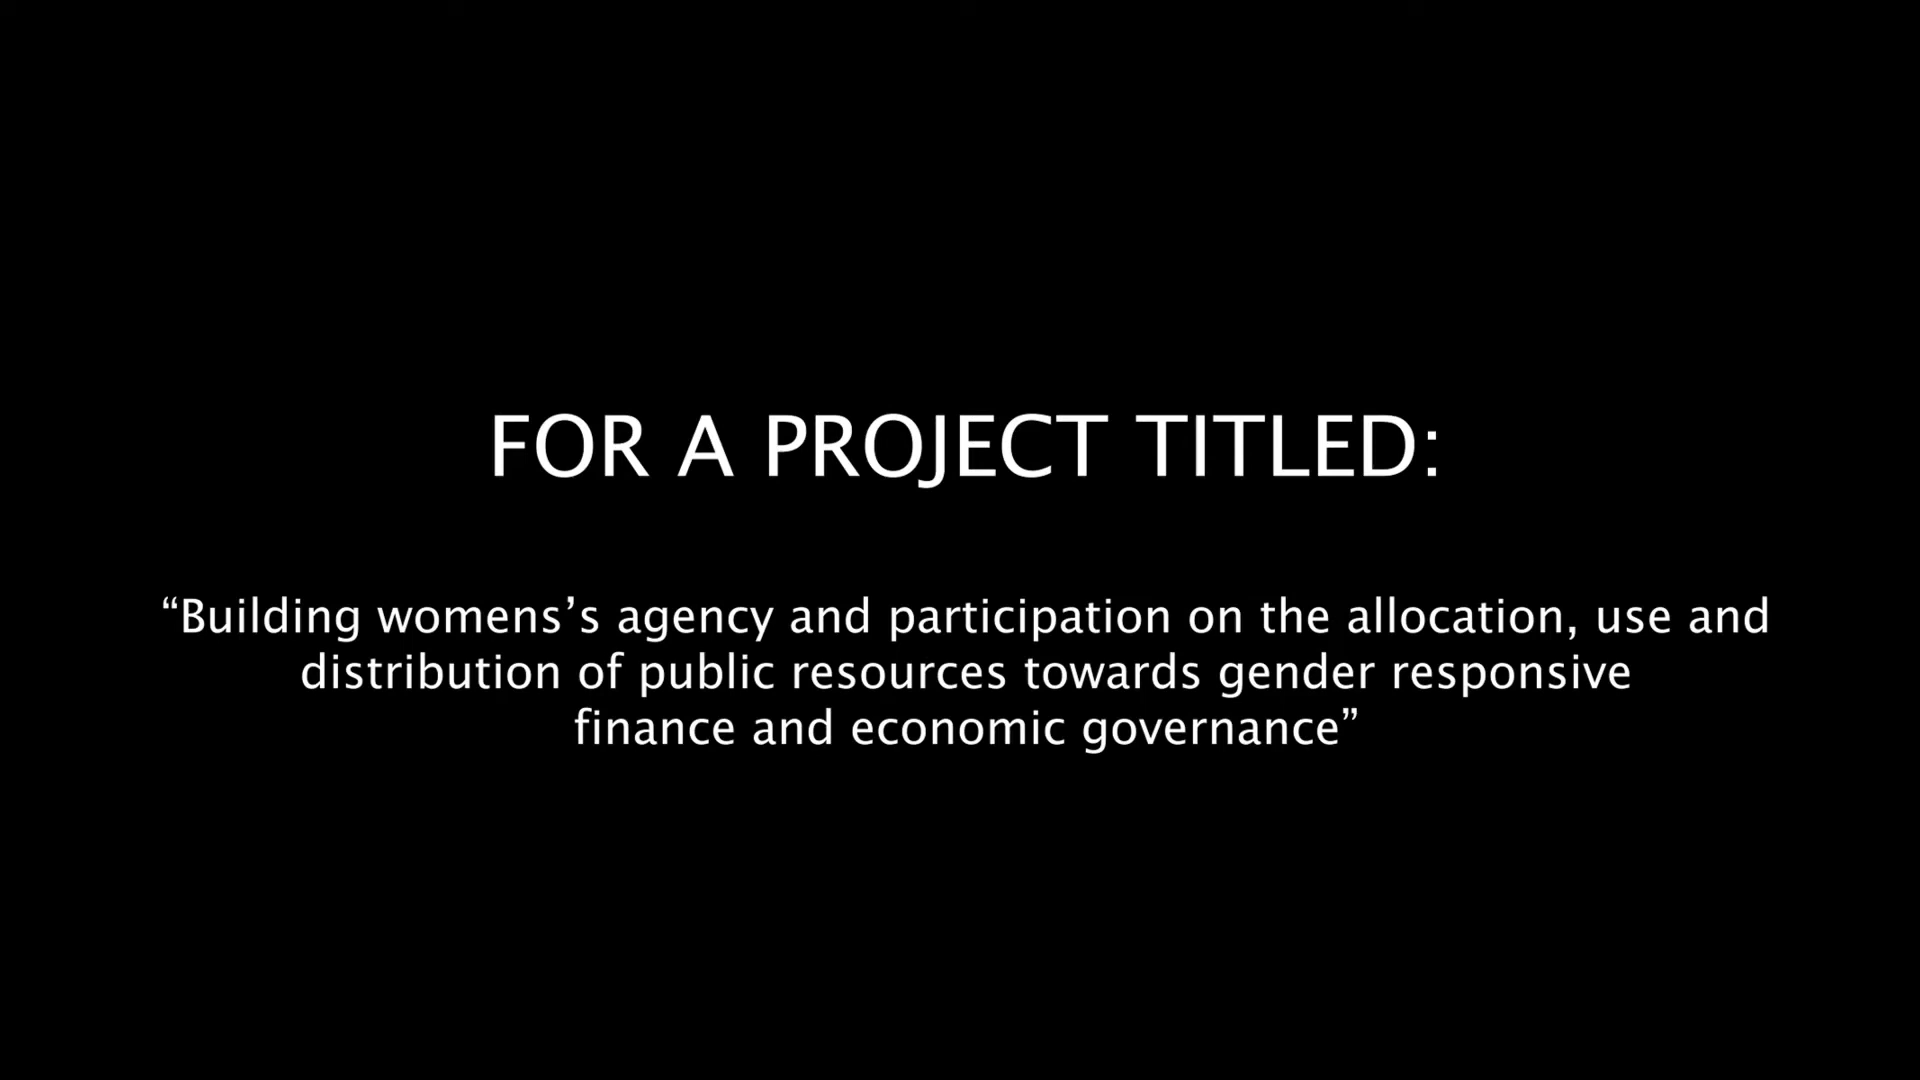 FOR A PROJECT TITLED:
“Building womens’s agency and participation on the allocation, use and
distribution of public resources towards gender responsive
finance and economic governance”